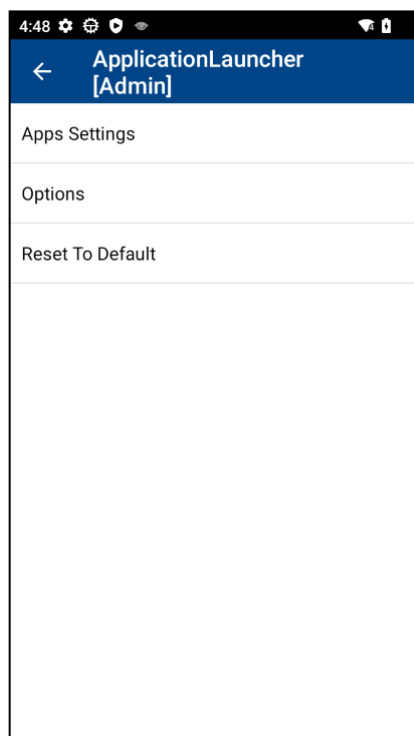 4:48
ApplicationLauncher
[Admin]
Apps Settings
Options
Reset To Default